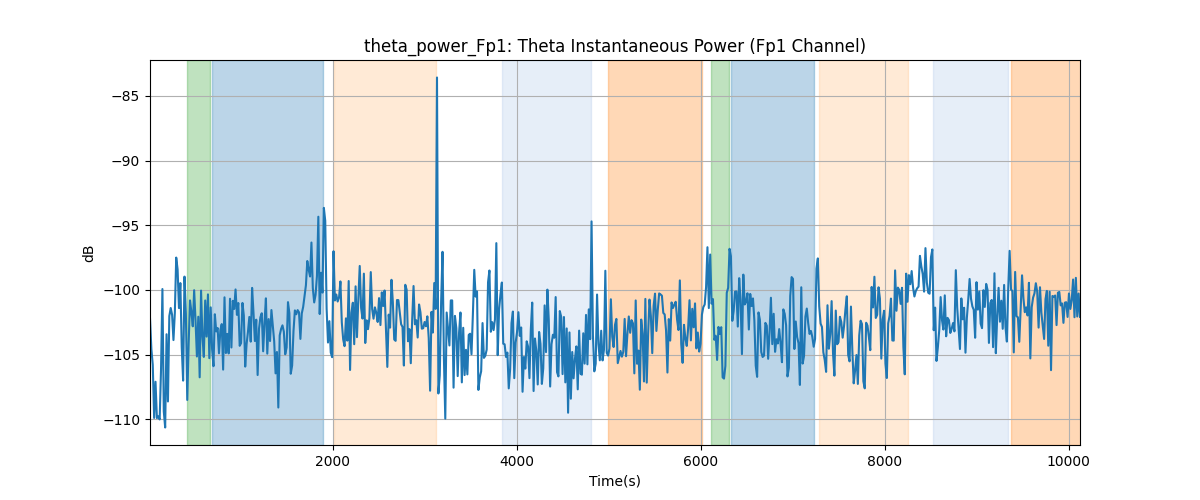 theta_power_Fp1: Theta Instantaneous Power (Fp1 Channel)
dB
−85
−90
−95
−100
−105
−110
2000 4000 6000 8000 10000
Time(s)